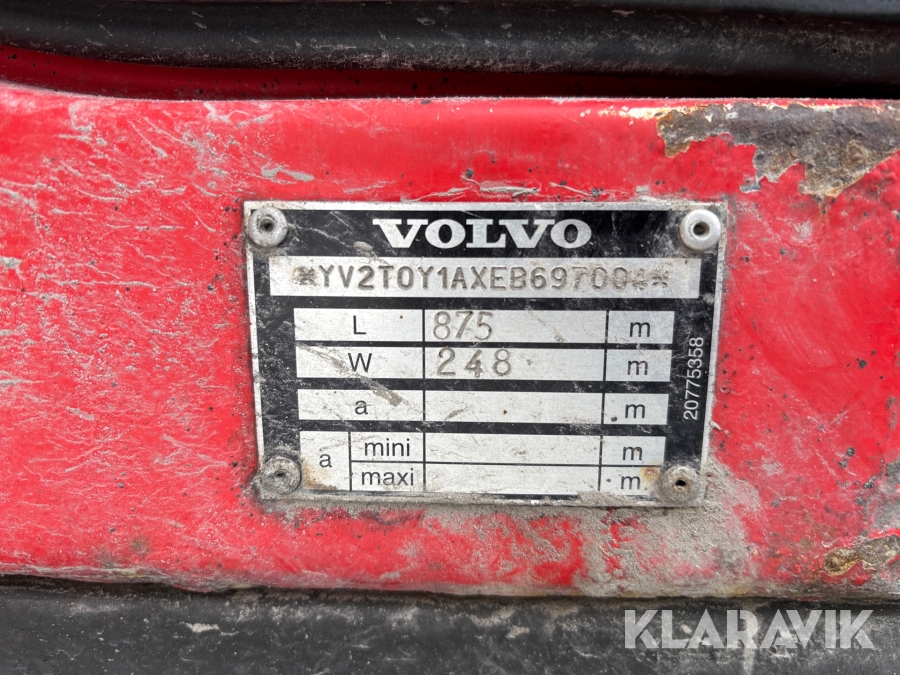 VOLVO
*YV2T0Y1AXEB697004*
L 875 m
W 248 m
a m
a mini m
maxi m
20775358
KLARAVIK